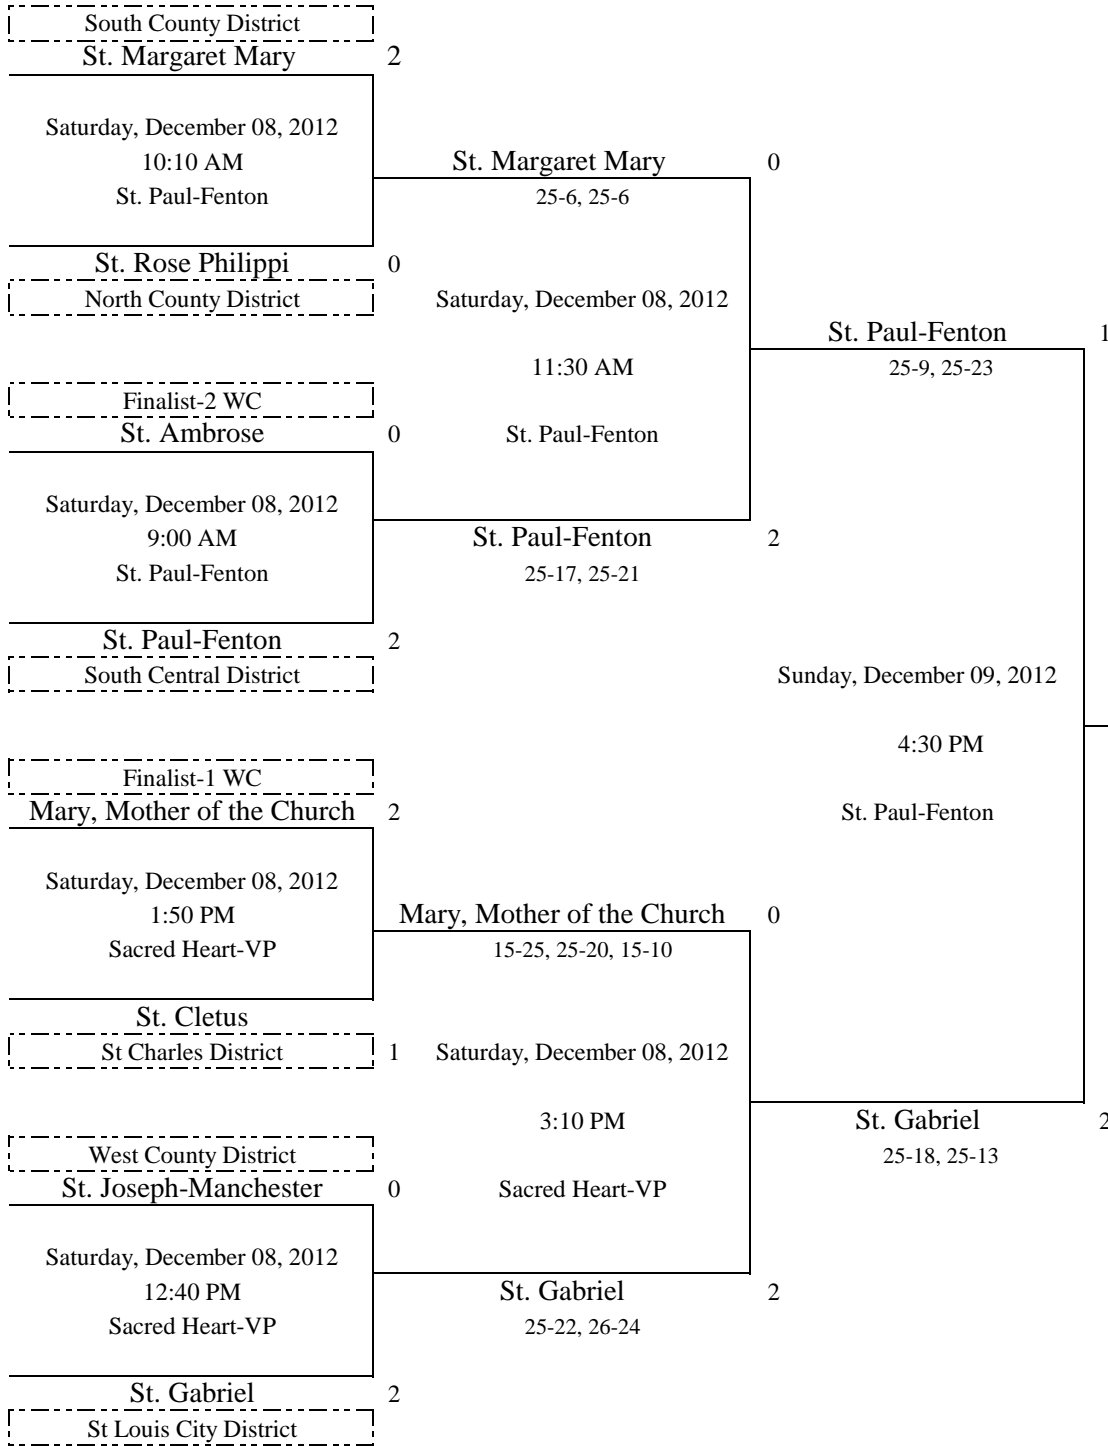 South County District
St. Margaret Mary 2
Saturday, December 08, 2012
10:10 AM
St. Paul-Fenton
St. Margaret Mary 0
25-6, 25-6
St. Rose Philippi 0
North County District
Saturday, December 08, 2012
11:30 AM
St. Paul-Fenton
St. Paul-Fenton 1
25-9, 25-23
Finalist-2 WC
St. Ambrose 0
Saturday, December 08, 2012
9:00 AM
St. Paul-Fenton
St. Paul-Fenton 2
25-17, 25-21
St. Paul-Fenton 2
South Central District
Sunday, December 09, 2012
4:30 PM
St. Paul-Fenton
Finalist-1 WC
Mary, Mother of the Church 2
Saturday, December 08, 2012
1:50 PM
Sacred Heart-VP
Mary, Mother of the Church 0
15-25, 25-20, 15-10
St. Cletus
St Charles District 1
Saturday, December 08, 2012
3:10 PM
Sacred Heart-VP
St. Gabriel 2
25-18, 25-13
West County District
St. Joseph-Manchester 0
Saturday, December 08, 2012
12:40 PM
Sacred Heart-VP
St. Gabriel 2
25-22, 26-24
St. Gabriel 2
St Louis City District